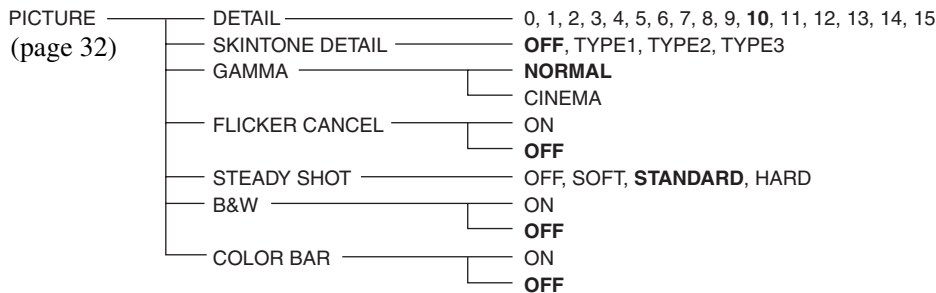 PICTURE DETAIL 0, 1, 2, 3, 4, 5, 6, 7, 8, 9, 10, 11, 12, 13, 14, 15
(page 32) SKINTONE DETAIL OFF, TYPE1, TYPE2, TYPE3
GAMMA NORMAL
CINEMA
FLICKER CANCEL ON
OFF
STEADY SHOT OFF, SOFT, STANDARD, HARD
B&W ON
OFF
COLOR BAR ON
OFF